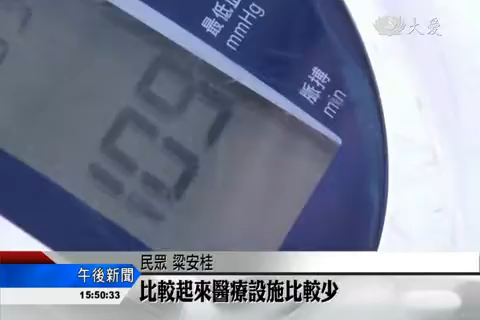 大愛
最低
mmHg
脈搏
min
109
民眾 梁安桂
午後新聞
15:50:33
比較起來醫療設施比較少